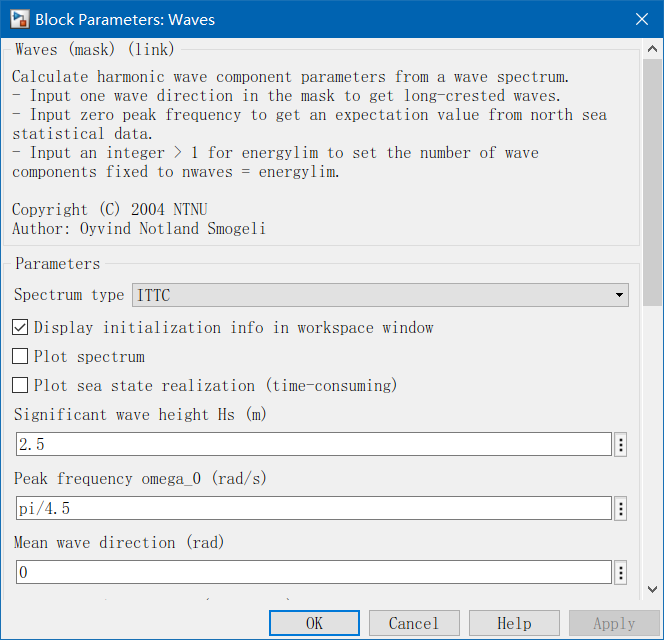 Block Parameters: Waves
Waves (mask) (link)
Calculate harmonic wave component parameters from a wave spectrum.
- Input one wave direction in the mask to get long-crested waves.
- Input zero peak frequency to get an expectation value from north sea
statistical data.
- Input an integer > 1 for energylim to set the number of wave
components fixed to nwaves = energylim.
Copyright (C) 2004 NTNU
Author: Oyvind Notland Smogeli
Parameters
Spectrum type ITTC
Display initialization info in workspace window
Plot spectrum
Plot sea state realization (time-consuming)
Significant wave height Hs (m)
2.5
Peak frequency omega_0 (rad/s)
pi/4.5
Mean wave direction (rad)
0
OK Cancel Help Apply